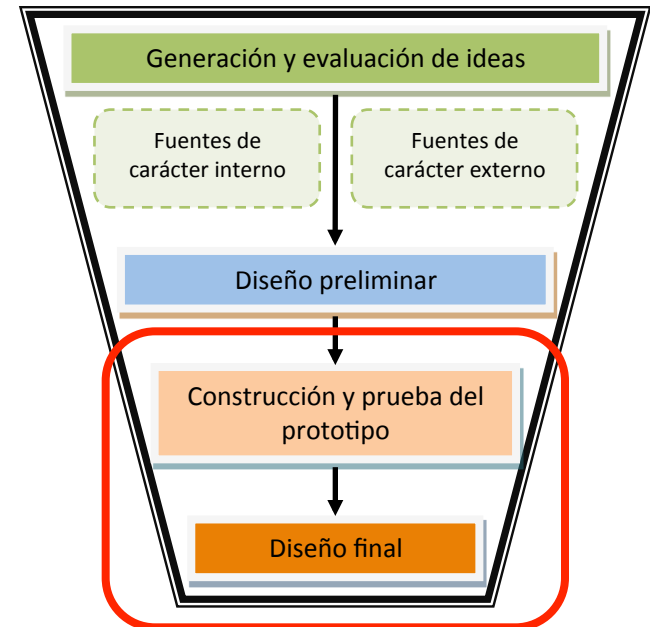 Generación y evaluación de ideas
Fuentes de
carácter interno
Fuentes de
carácter externo
Diseño preliminar
Construcción y prueba del
prototipo
Diseño final